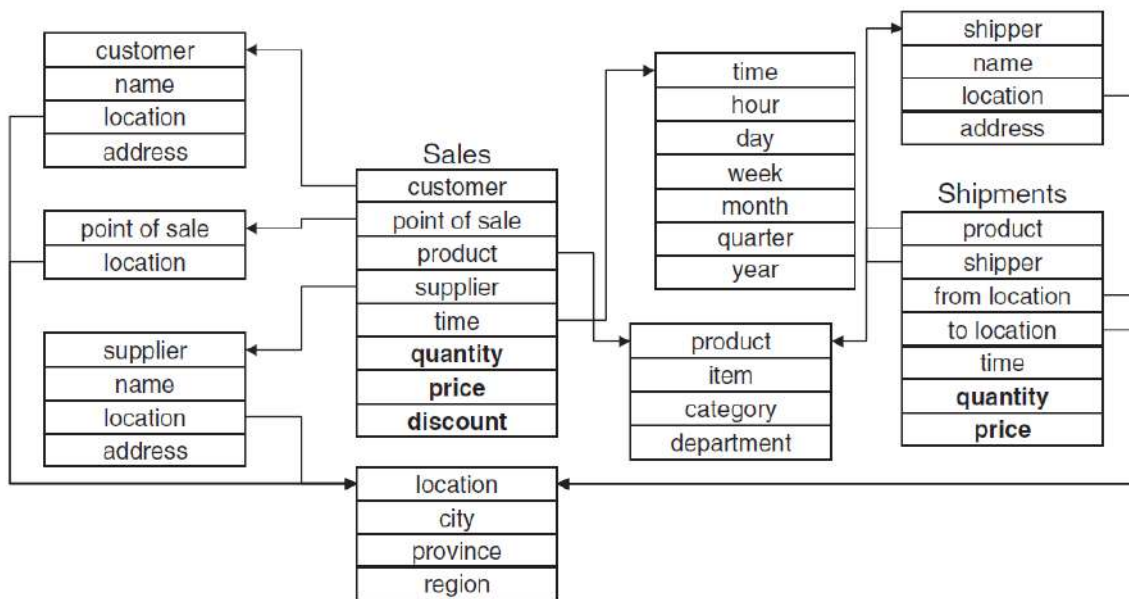 customer
name
location
address
point of sale
location
supplier
name
location
address
Sales
customer
point of sale
product
supplier
time
quantity
price
discount
location
city
province
region
time
hour
day
week
month
quarter
year
product
item
category
department
shipper
name
location
address
Shipments
product
shipper
from location
to location
time
quantity
price